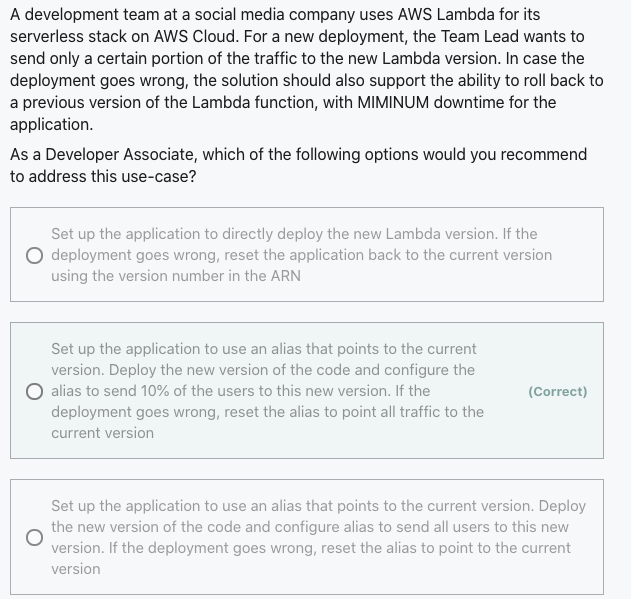 A development team at a social media company uses AWS Lambda for its
serverless stack on AWS Cloud. For a new deployment, the Team Lead wants to
send only a certain portion of the traffic to the new Lambda version. In case the
deployment goes wrong, the solution should also support the ability to roll back to
a previous version of the Lambda function, with MIMINUM downtime for the
application.
As a Developer Associate, which of the following options would you recommend
to address this use-case?
Set up the application to directly deploy the new Lambda version. If the
deployment goes wrong, reset the application back to the current version
using the version number in the ARN
Set up the application to use an alias that points to the current
version. Deploy the new version of the code and configure the
alias to send 10% of the users to this new version. If the
deployment goes wrong, reset the alias to point all traffic to the
current version
(Correct)
Set up the application to use an alias that points to the current version. Deploy
the new version of the code and configure alias to send all users to this new
version. If the deployment goes wrong, reset the alias to point to the current
version